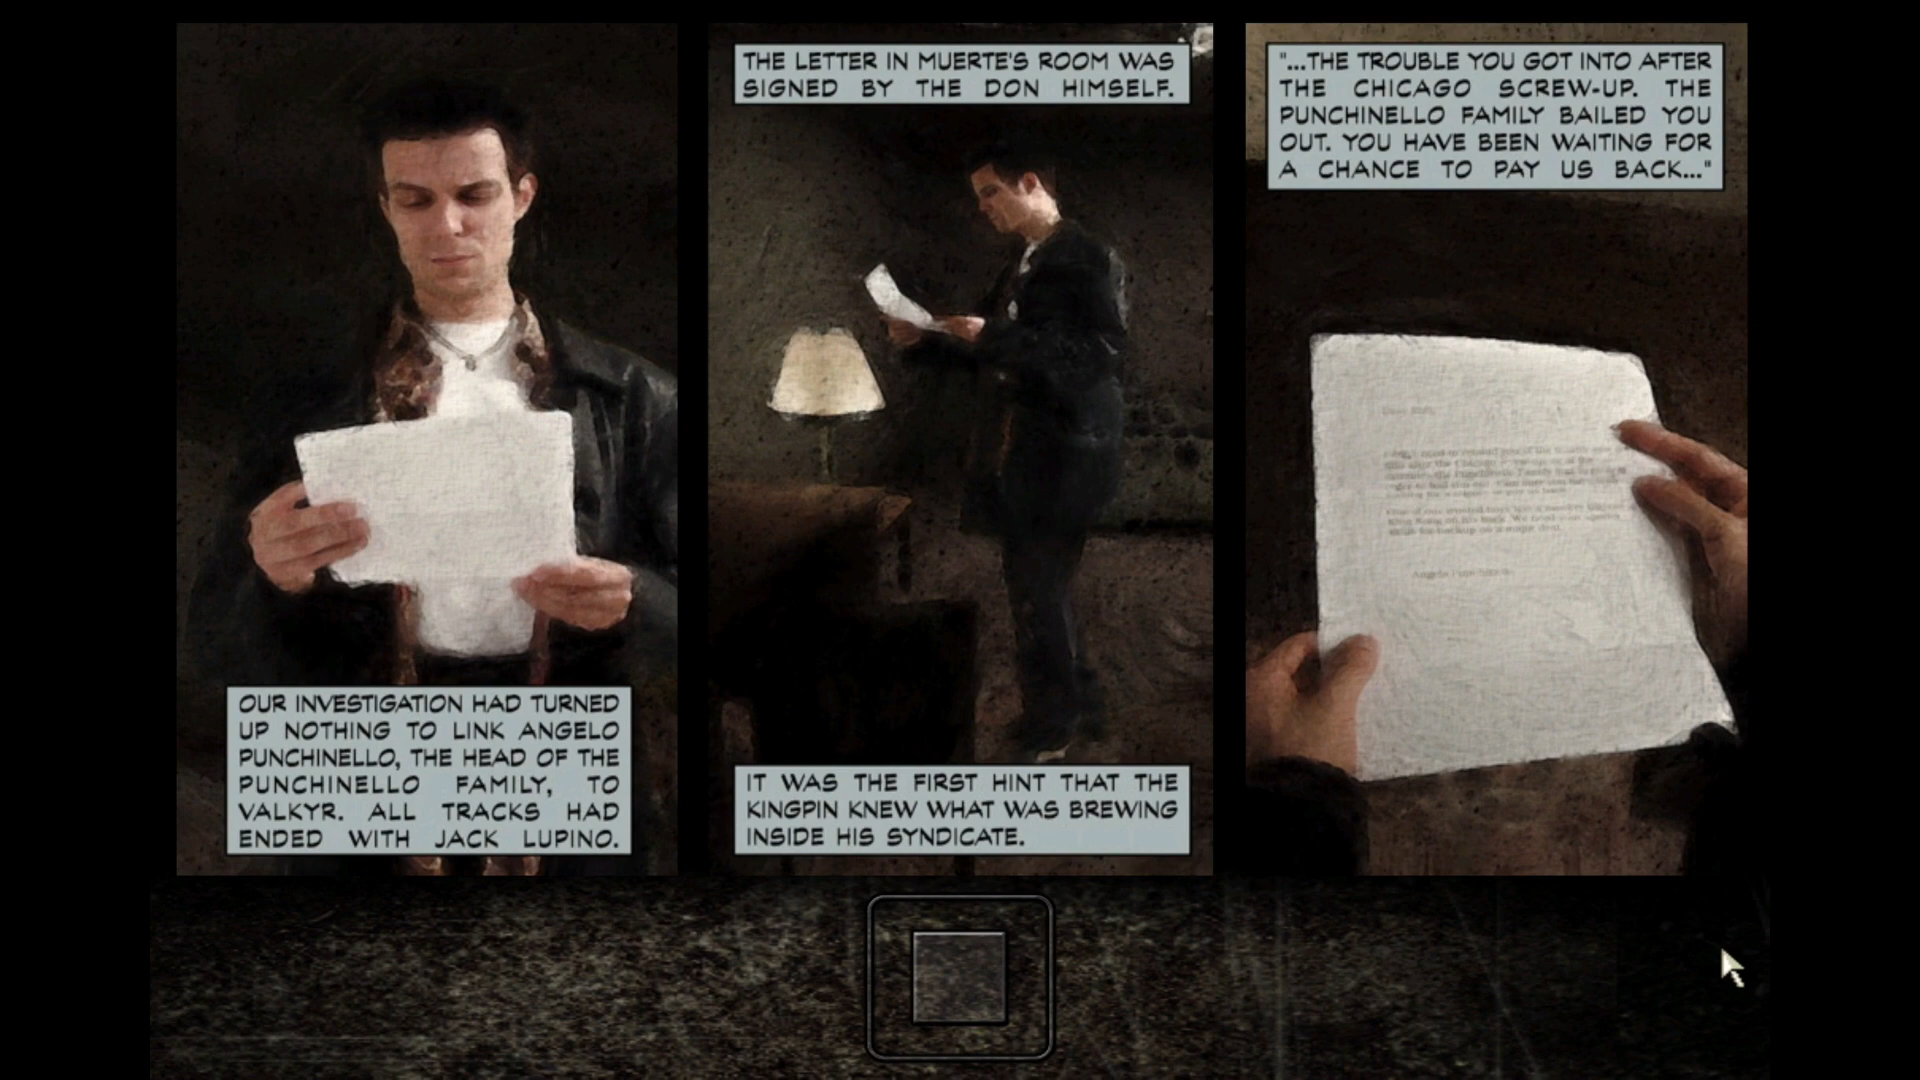 OUR INVESTIGATION HAD TURNED
UP NOTHING TO LINK ANGELO
PUNCHINELLO, THE HEAD OF THE
PUNCHINELLO FAMILY, TO
VALKYR. ALL TRACKS HAD
ENDED WITH JACK LUPINO.
THE LETTER IN MUERTE'S ROOM WAS
SIGNED BY THE DON HIMSELF.
IT WAS THE FIRST HINT THAT THE
KINGPIN KNEW WHAT WAS BREWING
INSIDE HIS SYNDICATE.
"...THE TROUBLE YOU GOT INTO AFTER
THE CHICAGO SCREW-UP. THE
PUNCHINELLO FAMILY BAILED YOU
OUT. YOU HAVE BEEN WAITING FOR
A CHANCE TO PAY US BACK..."